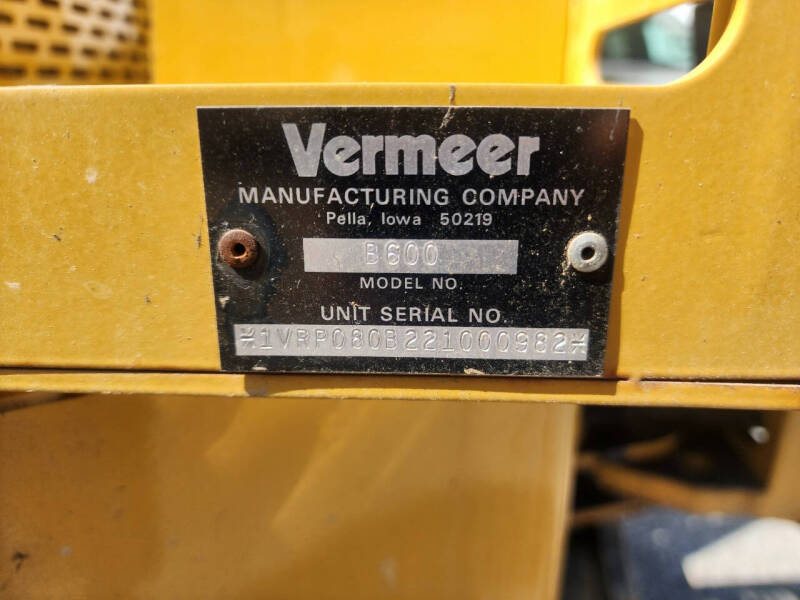 Vermeer
MANUFACTURING COMPANY
Pella, Iowa 50219
B600
MODEL NO.
UNIT SERIAL NO.
*1VRP080B221000982*